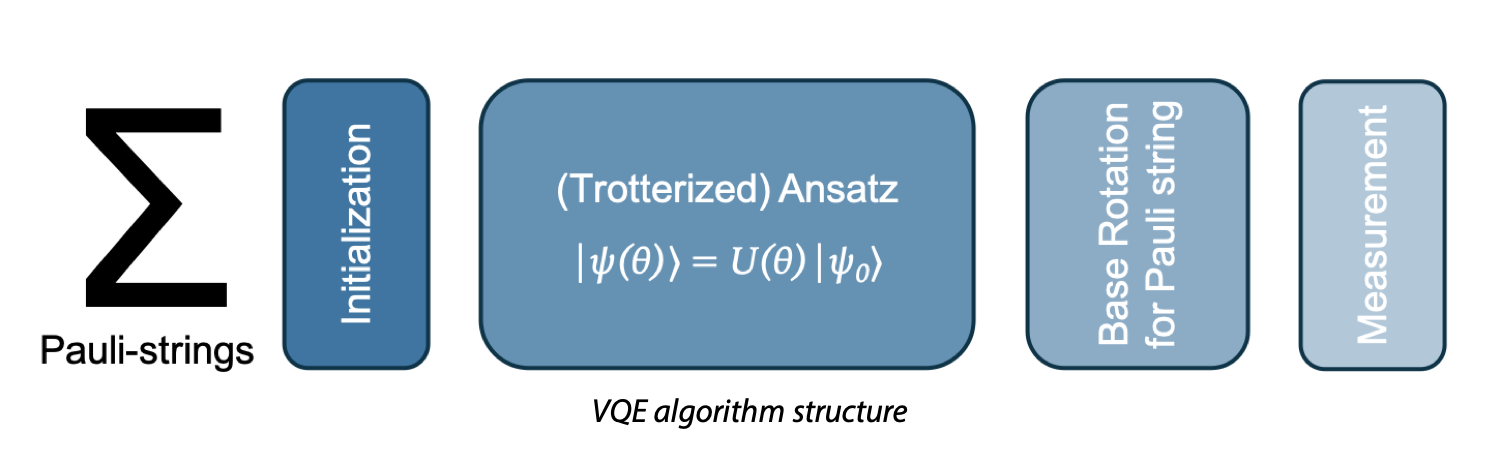 Σ
Pauli-strings
Initialization
(Trotterized) Ansatz
|ψ(θ)⟩ = U(θ) |ψ₀⟩
Base Rotation
for Pauli string
Measurement
VQE algorithm structure